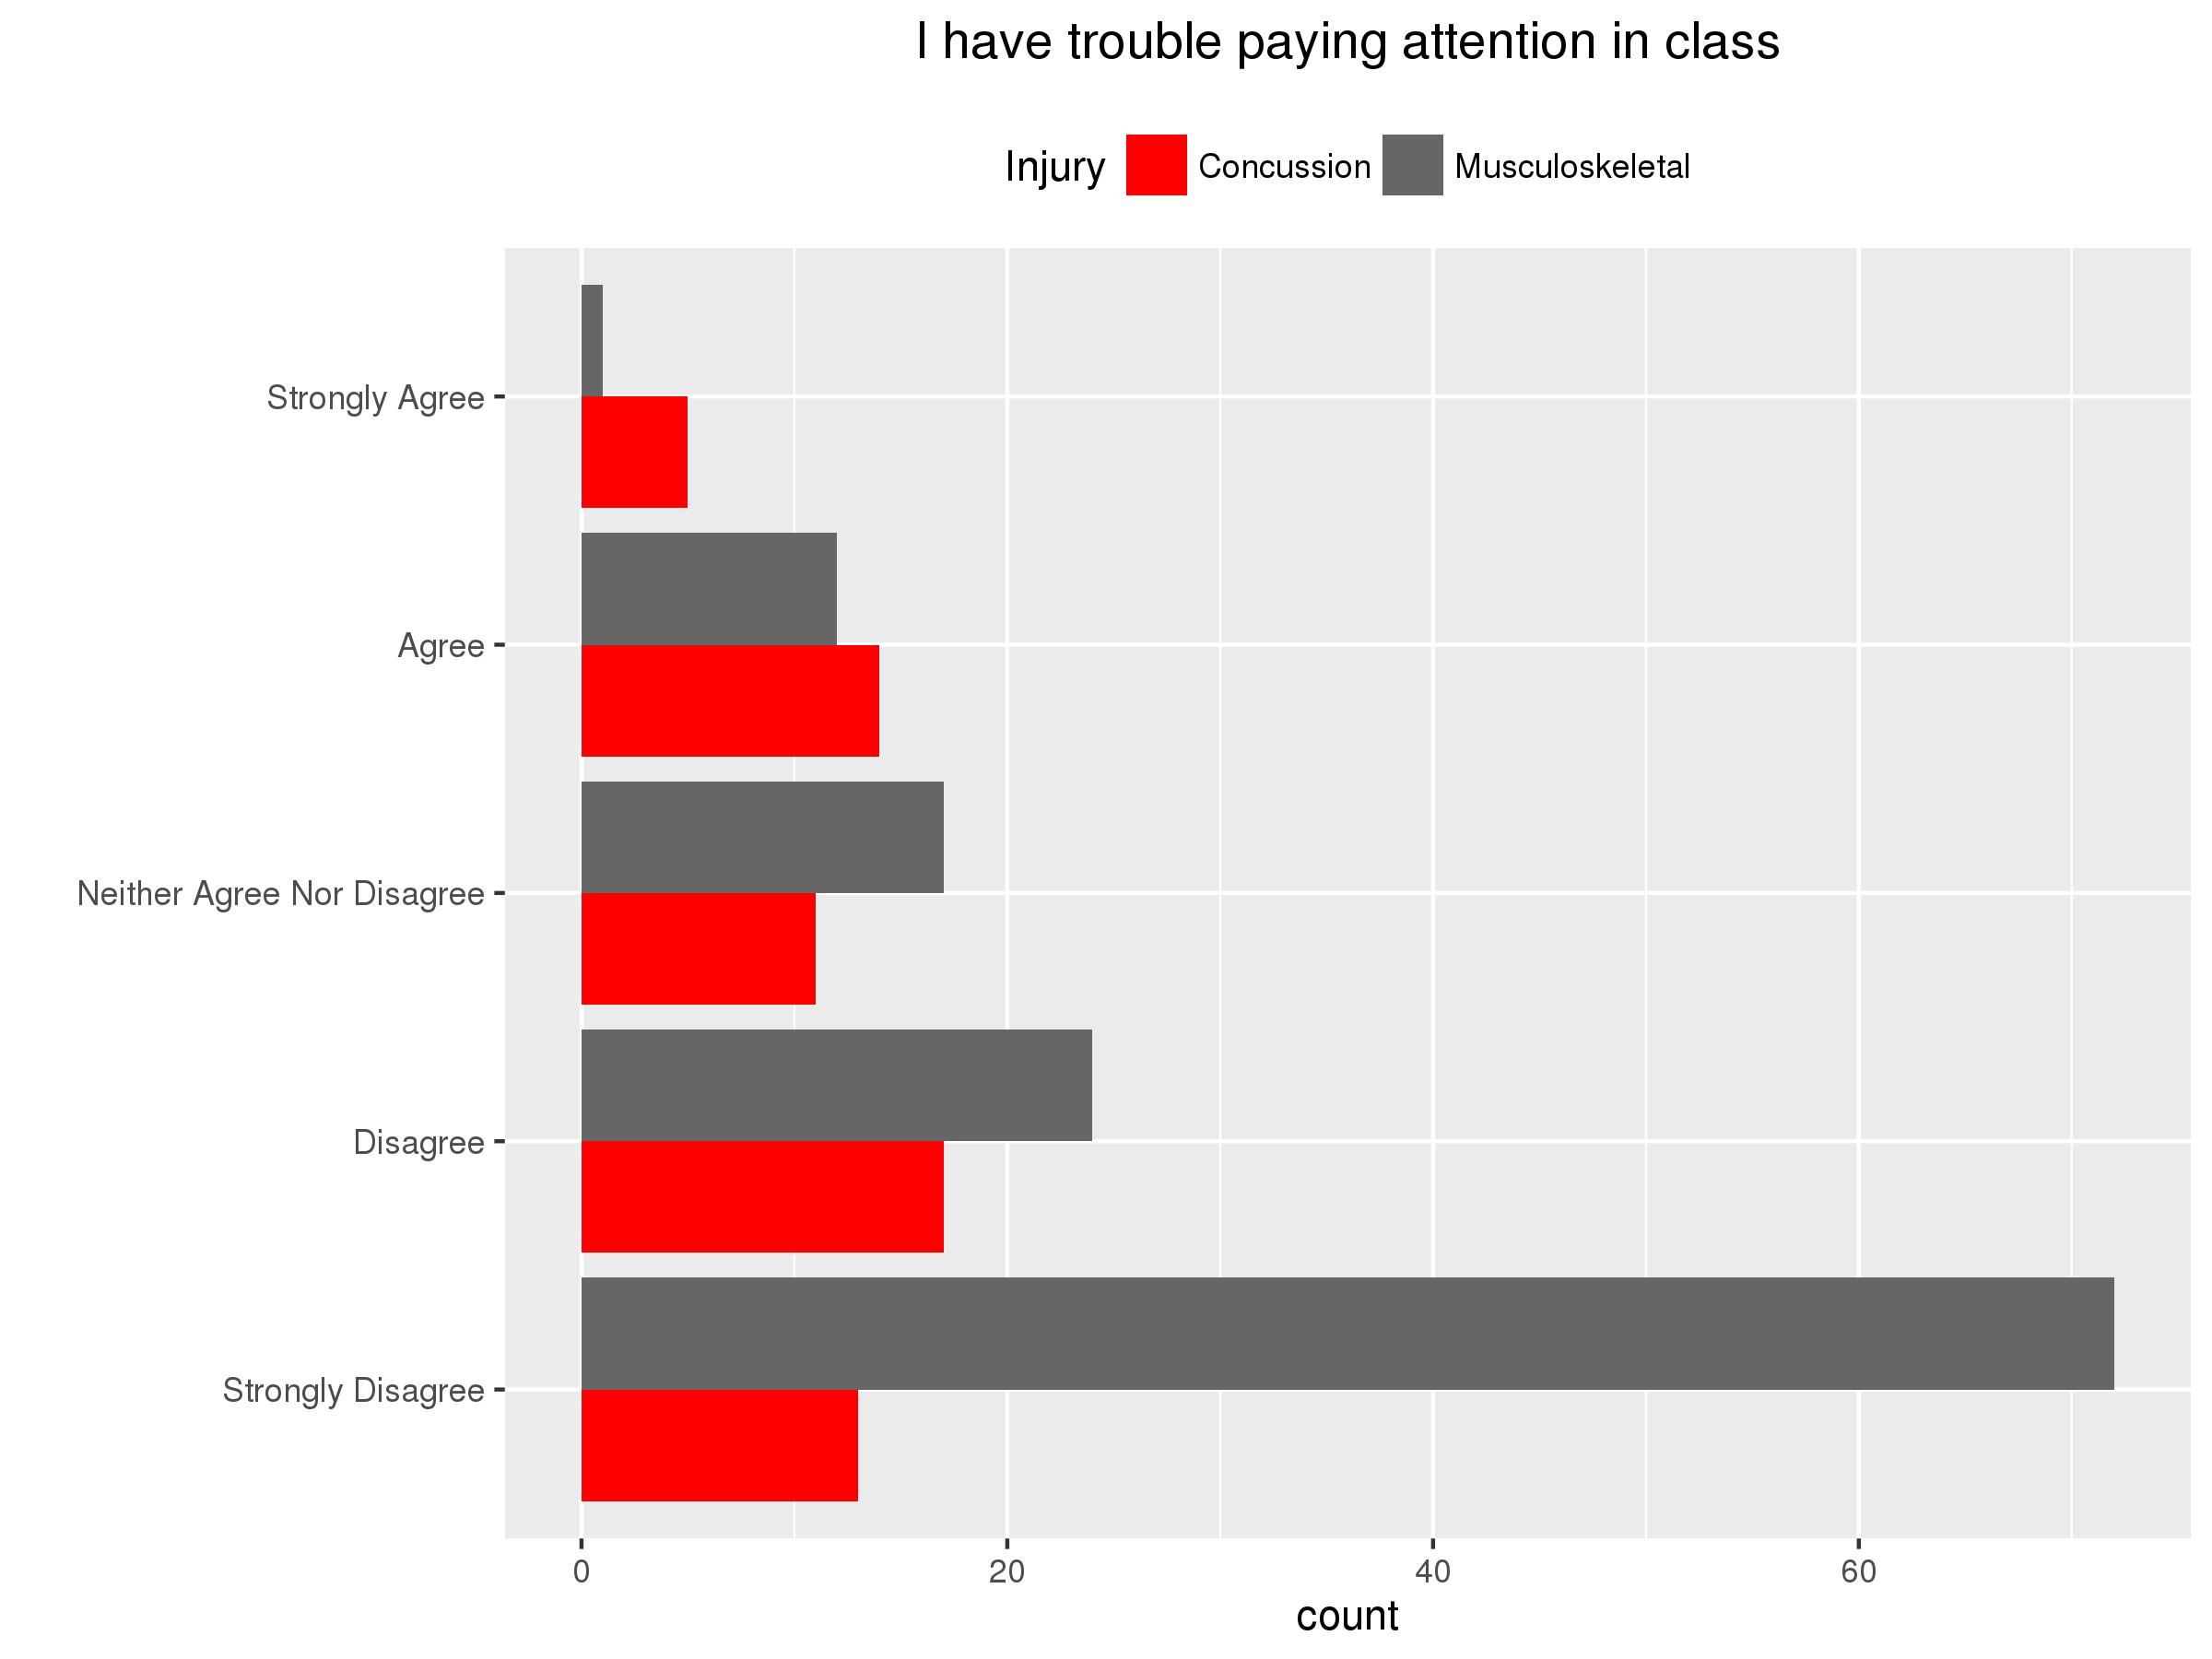 I have trouble paying attention in class
Injury Concussion Musculoskeletal
Strongly Agree
Agree
Neither Agree Nor Disagree
Disagree
Strongly Disagree
0 20 40 60
count